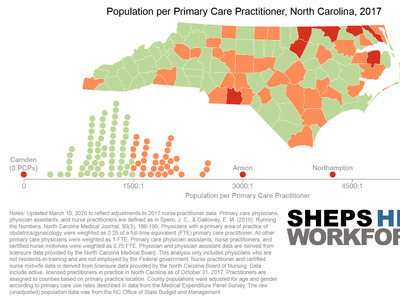 Population per Primary Care Practitioner, North Carolina, 2017
Camden
(0 PCPs)
Anson
Northampton
0
1500:1
3000:1
4500:1
Population per Primary Care Practitioner
Notes: Updated March 10, 2020 to reflect adjustments to 2017 nurse practitioner data. Primary care physicians,
physician assistants, and nurse practitioners are defined as in Spero, J. C., & Galloway, E. M. (2019). Running
the Numbers. North Carolina Medical Journal, 80(3), 186-190. Physicians with a primary area of practice of
obstetrics/gynecology were weighted as 0.25 of a full-time equivalent (FTE) primary care practitioner. All other
primary care physicians were weighted as 1 FTE. Primary care physician assistants, nurse practitioners, and
certified nurse midwives were weighted as 0.75 FTE. Physician and physician assistant data are derived from
licensure data provided by the North Carolina Medical Board. This analysis only includes physicians who are
not residents-in-training and are not employed by the Federal government. Nurse practitioner and certified
nurse midwife data is derived from licensure data provided by the North Carolina Board of Nursing. Data
include active, licensed practitioners in practice in North Carolina as of October 31, 2017. Practitioners are
assigned to counties based on primary practice location. County populations were adjusted for age and gender
according to primary care use rates described in data from the Medical Expenditure Panel Survey. The raw
(unadjusted) population data was from the NC Office of State Budget and Management
SHEPS HE
WORKFOR